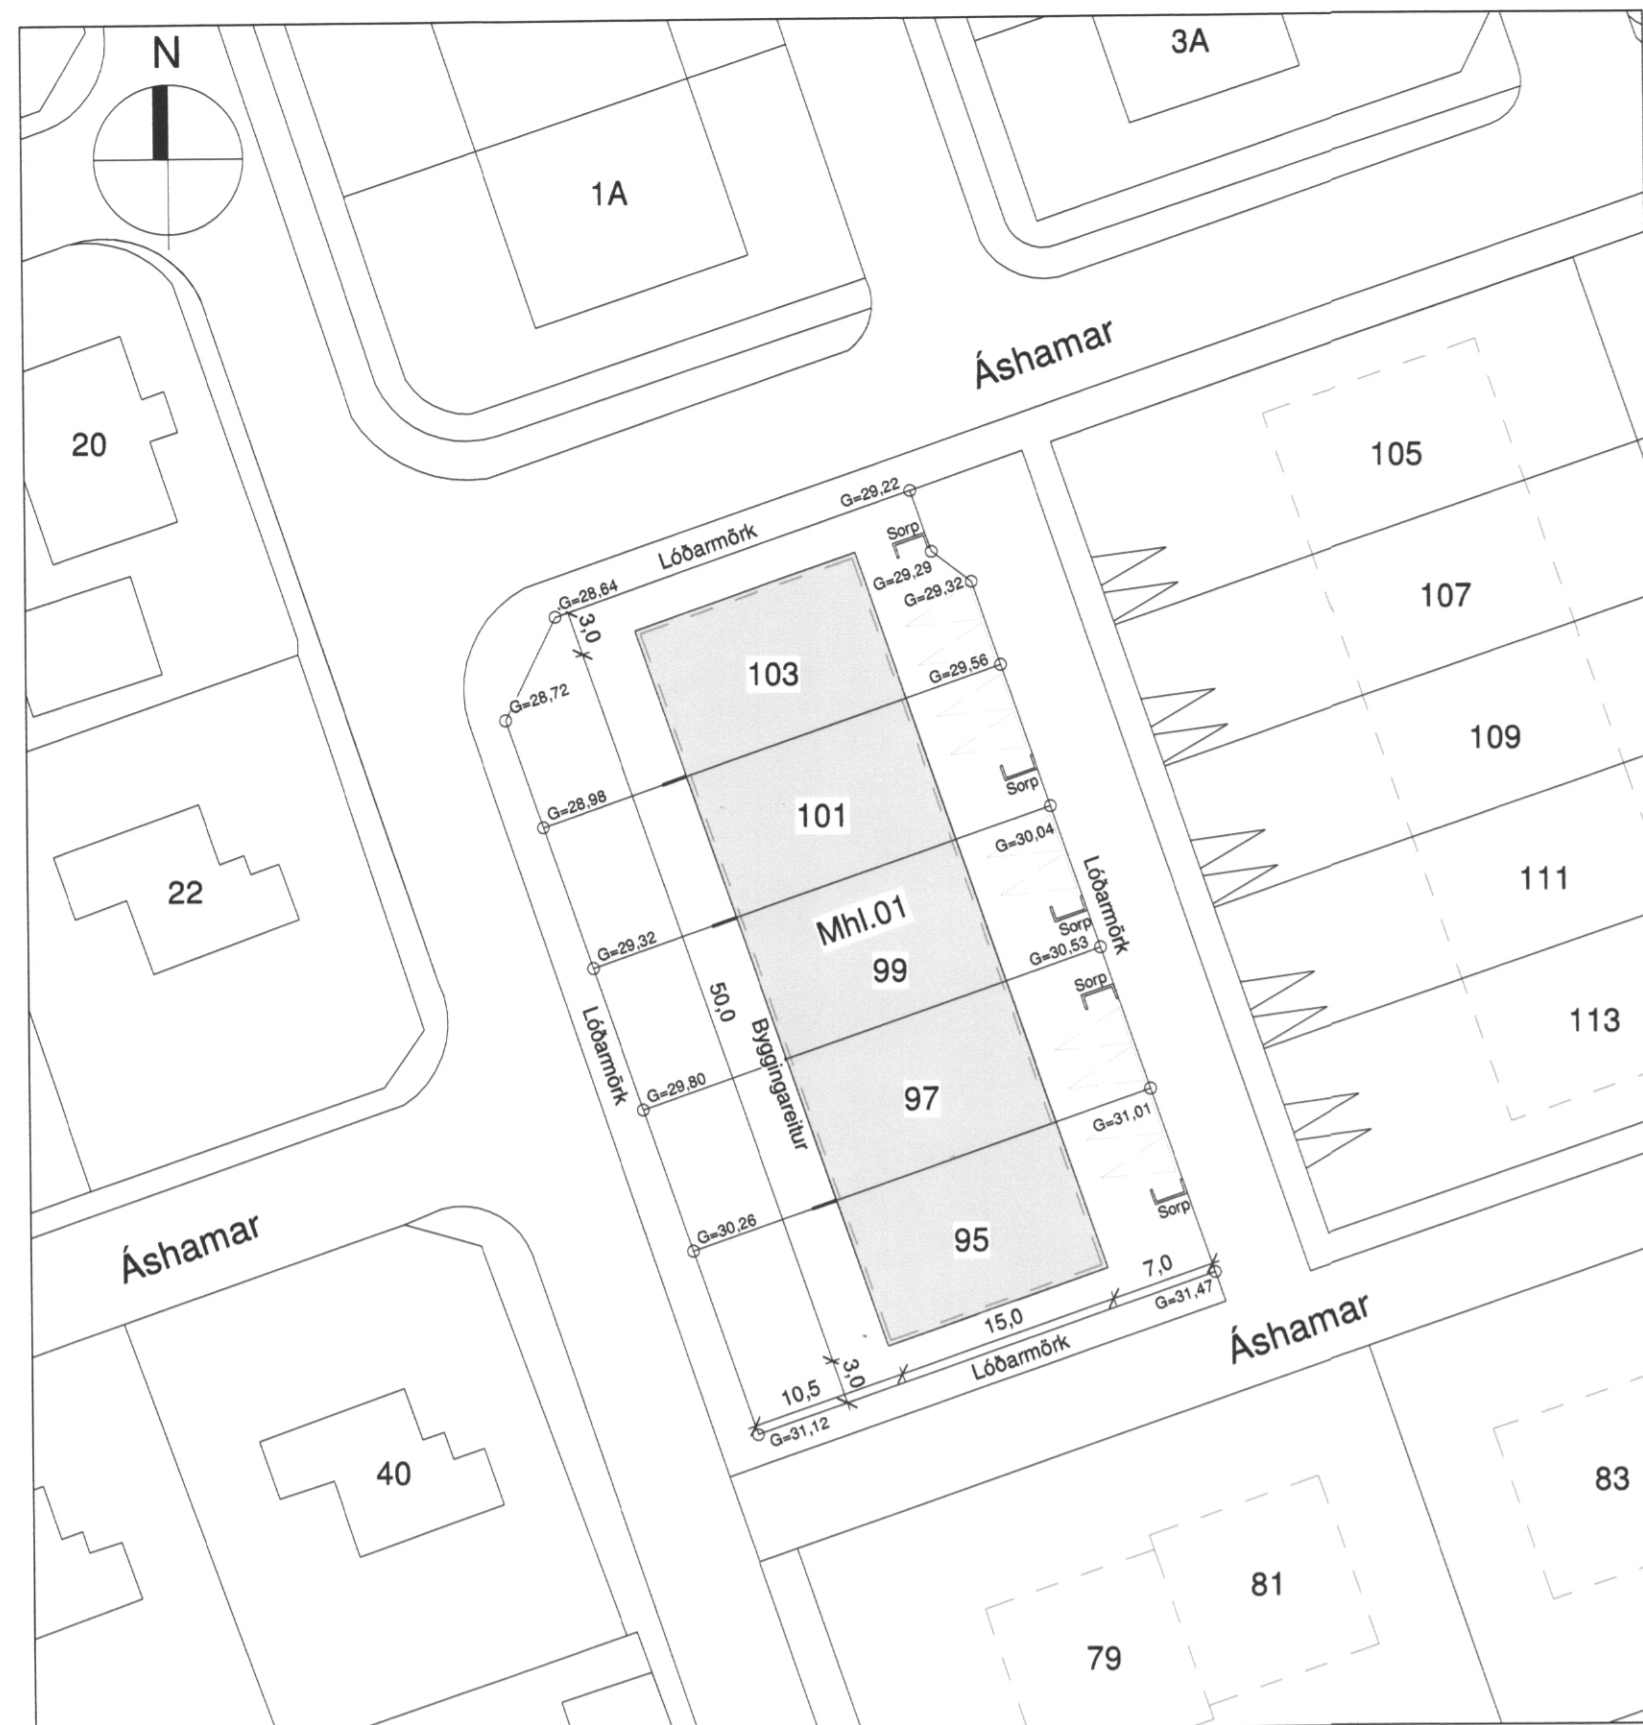 N
3A
1A
Áshamar
20
105
G=29,22
Sorp
Lóðarmörk
G=29,29
G=29,32
G=28,64
3,0
107
103
G=29,56
G=28,72
109
Sorp
G=28,98
101
G=30,04
22
Lóðarmörk
111
Mhl.01
Sorp
G=29,32
G=30,53
99
Sorp
50,0
113
Lóðarmörk
Byggingareitur
G=29,80
97
G=31,01
Sorp
Áshamar
G=30,26
95
7,0
G=31,47
15,0
Áshamar
Lóðarmörk
3,0
10,5
G=31,12
40
83
81
79